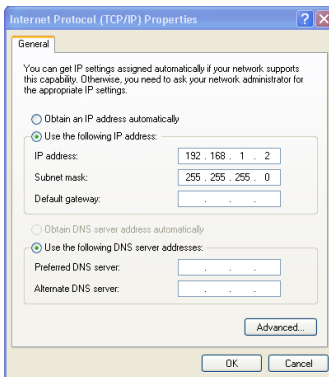 Internet Protocol (TCP/IP) Properties
General
You can get IP settings assigned automatically if your network supports
this capability. Otherwise, you need to ask your network administrator for
the appropriate IP settings.
Obtain an IP address automatically
Use the following IP address:
IP address: 192 . 168 . 1 . 2
Subnet mask: 255 . 255 . 255 . 0
Default gateway: . . .
Obtain DNS server address automatically
Use the following DNS server addresses:
Preferred DNS server: . . .
Alternate DNS server: . . .
Advanced...
OK Cancel